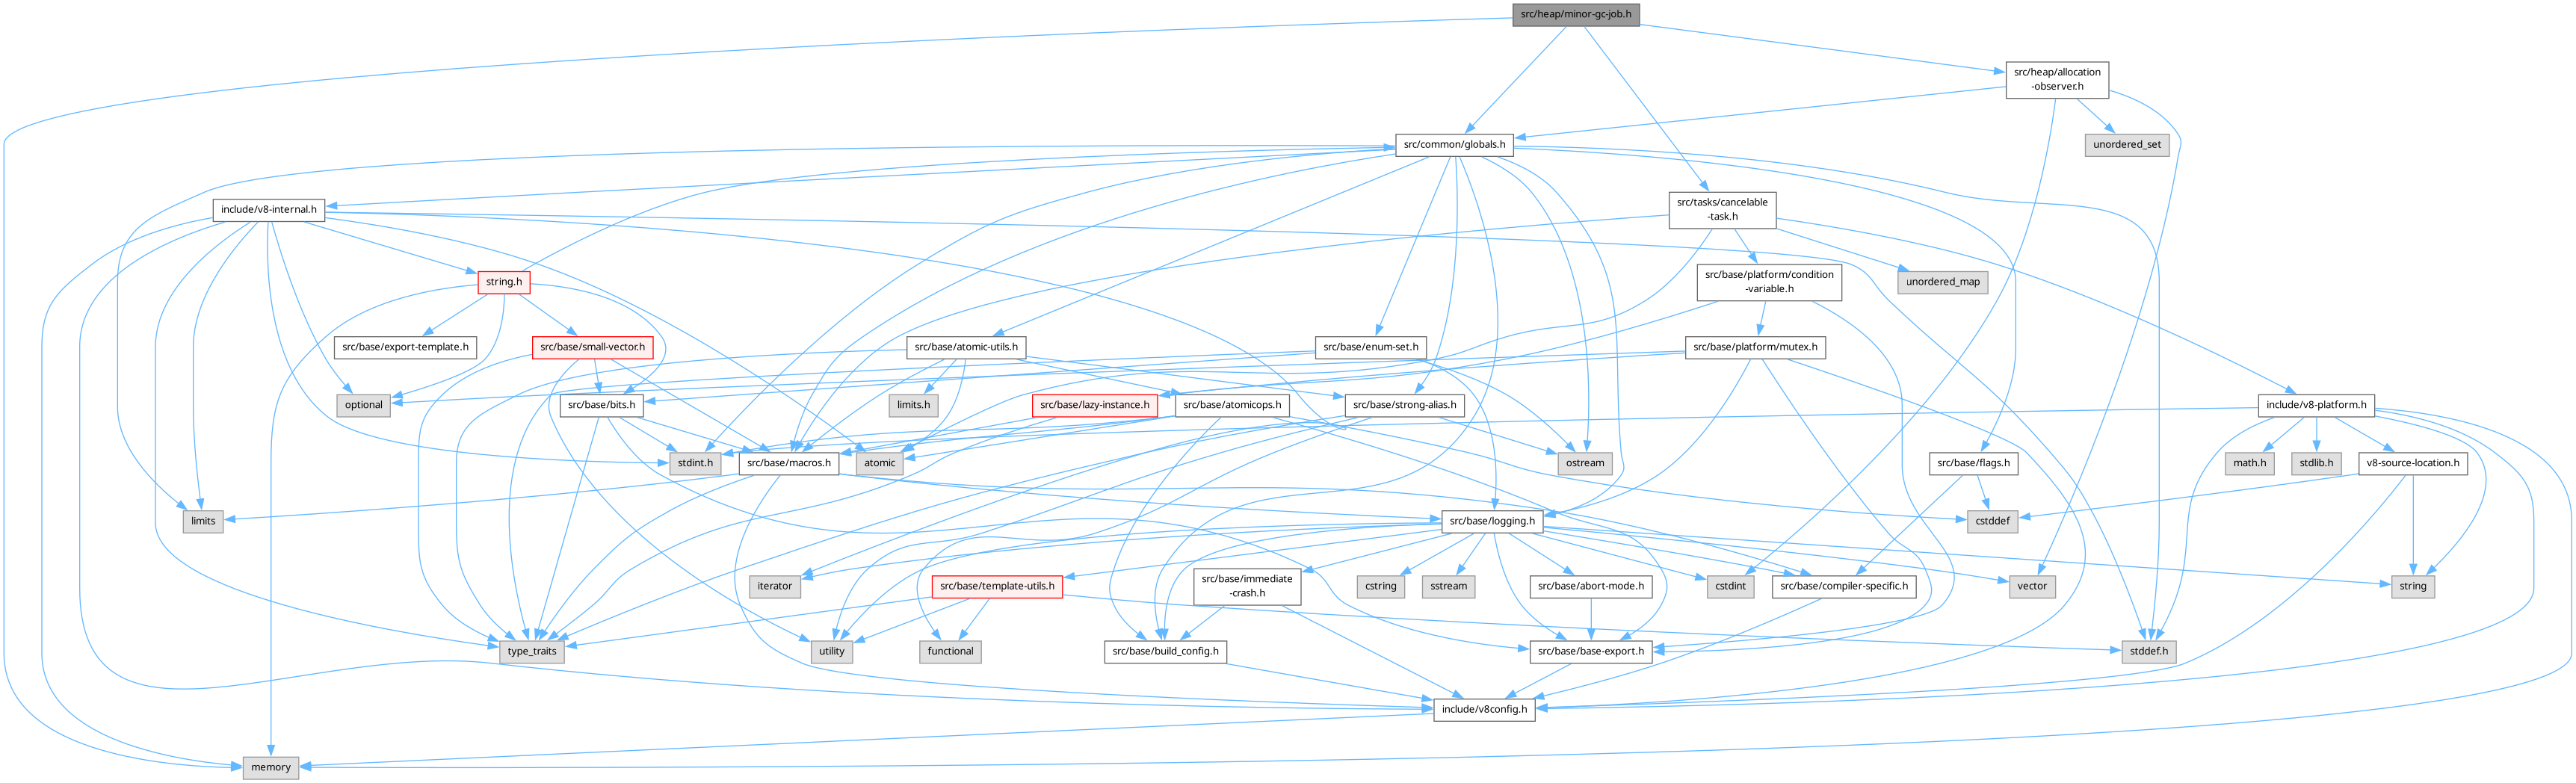 src/heap/minor-gc-job.h
src/heap/allocation
-observer.h
src/common/globals.h
unordered_set
include/v8-internal.h
src/tasks/cancelable
-task.h
string.h
src/base/platform/condition
-variable.h
unordered_map
src/base/export-template.h
src/base/small-vector.h
src/base/atomic-utils.h
src/base/enum-set.h
src/base/platform/mutex.h
optional
src/base/bits.h
limits.h
src/base/lazy-instance.h
src/base/atomicops.h
src/base/strong-alias.h
include/v8-platform.h
stdint.h
src/base/macros.h
atomic
ostream
src/base/flags.h
math.h
stdlib.h
v8-source-location.h
limits
src/base/logging.h
cstddef
iterator
src/base/template-utils.h
cstring
sstream
src/base/immediate
-crash.h
src/base/abort-mode.h
cstdint
src/base/compiler-specific.h
vector
string
type_traits
utility
functional
src/base/build_config.h
src/base/base-export.h
stddef.h
include/v8config.h
memory